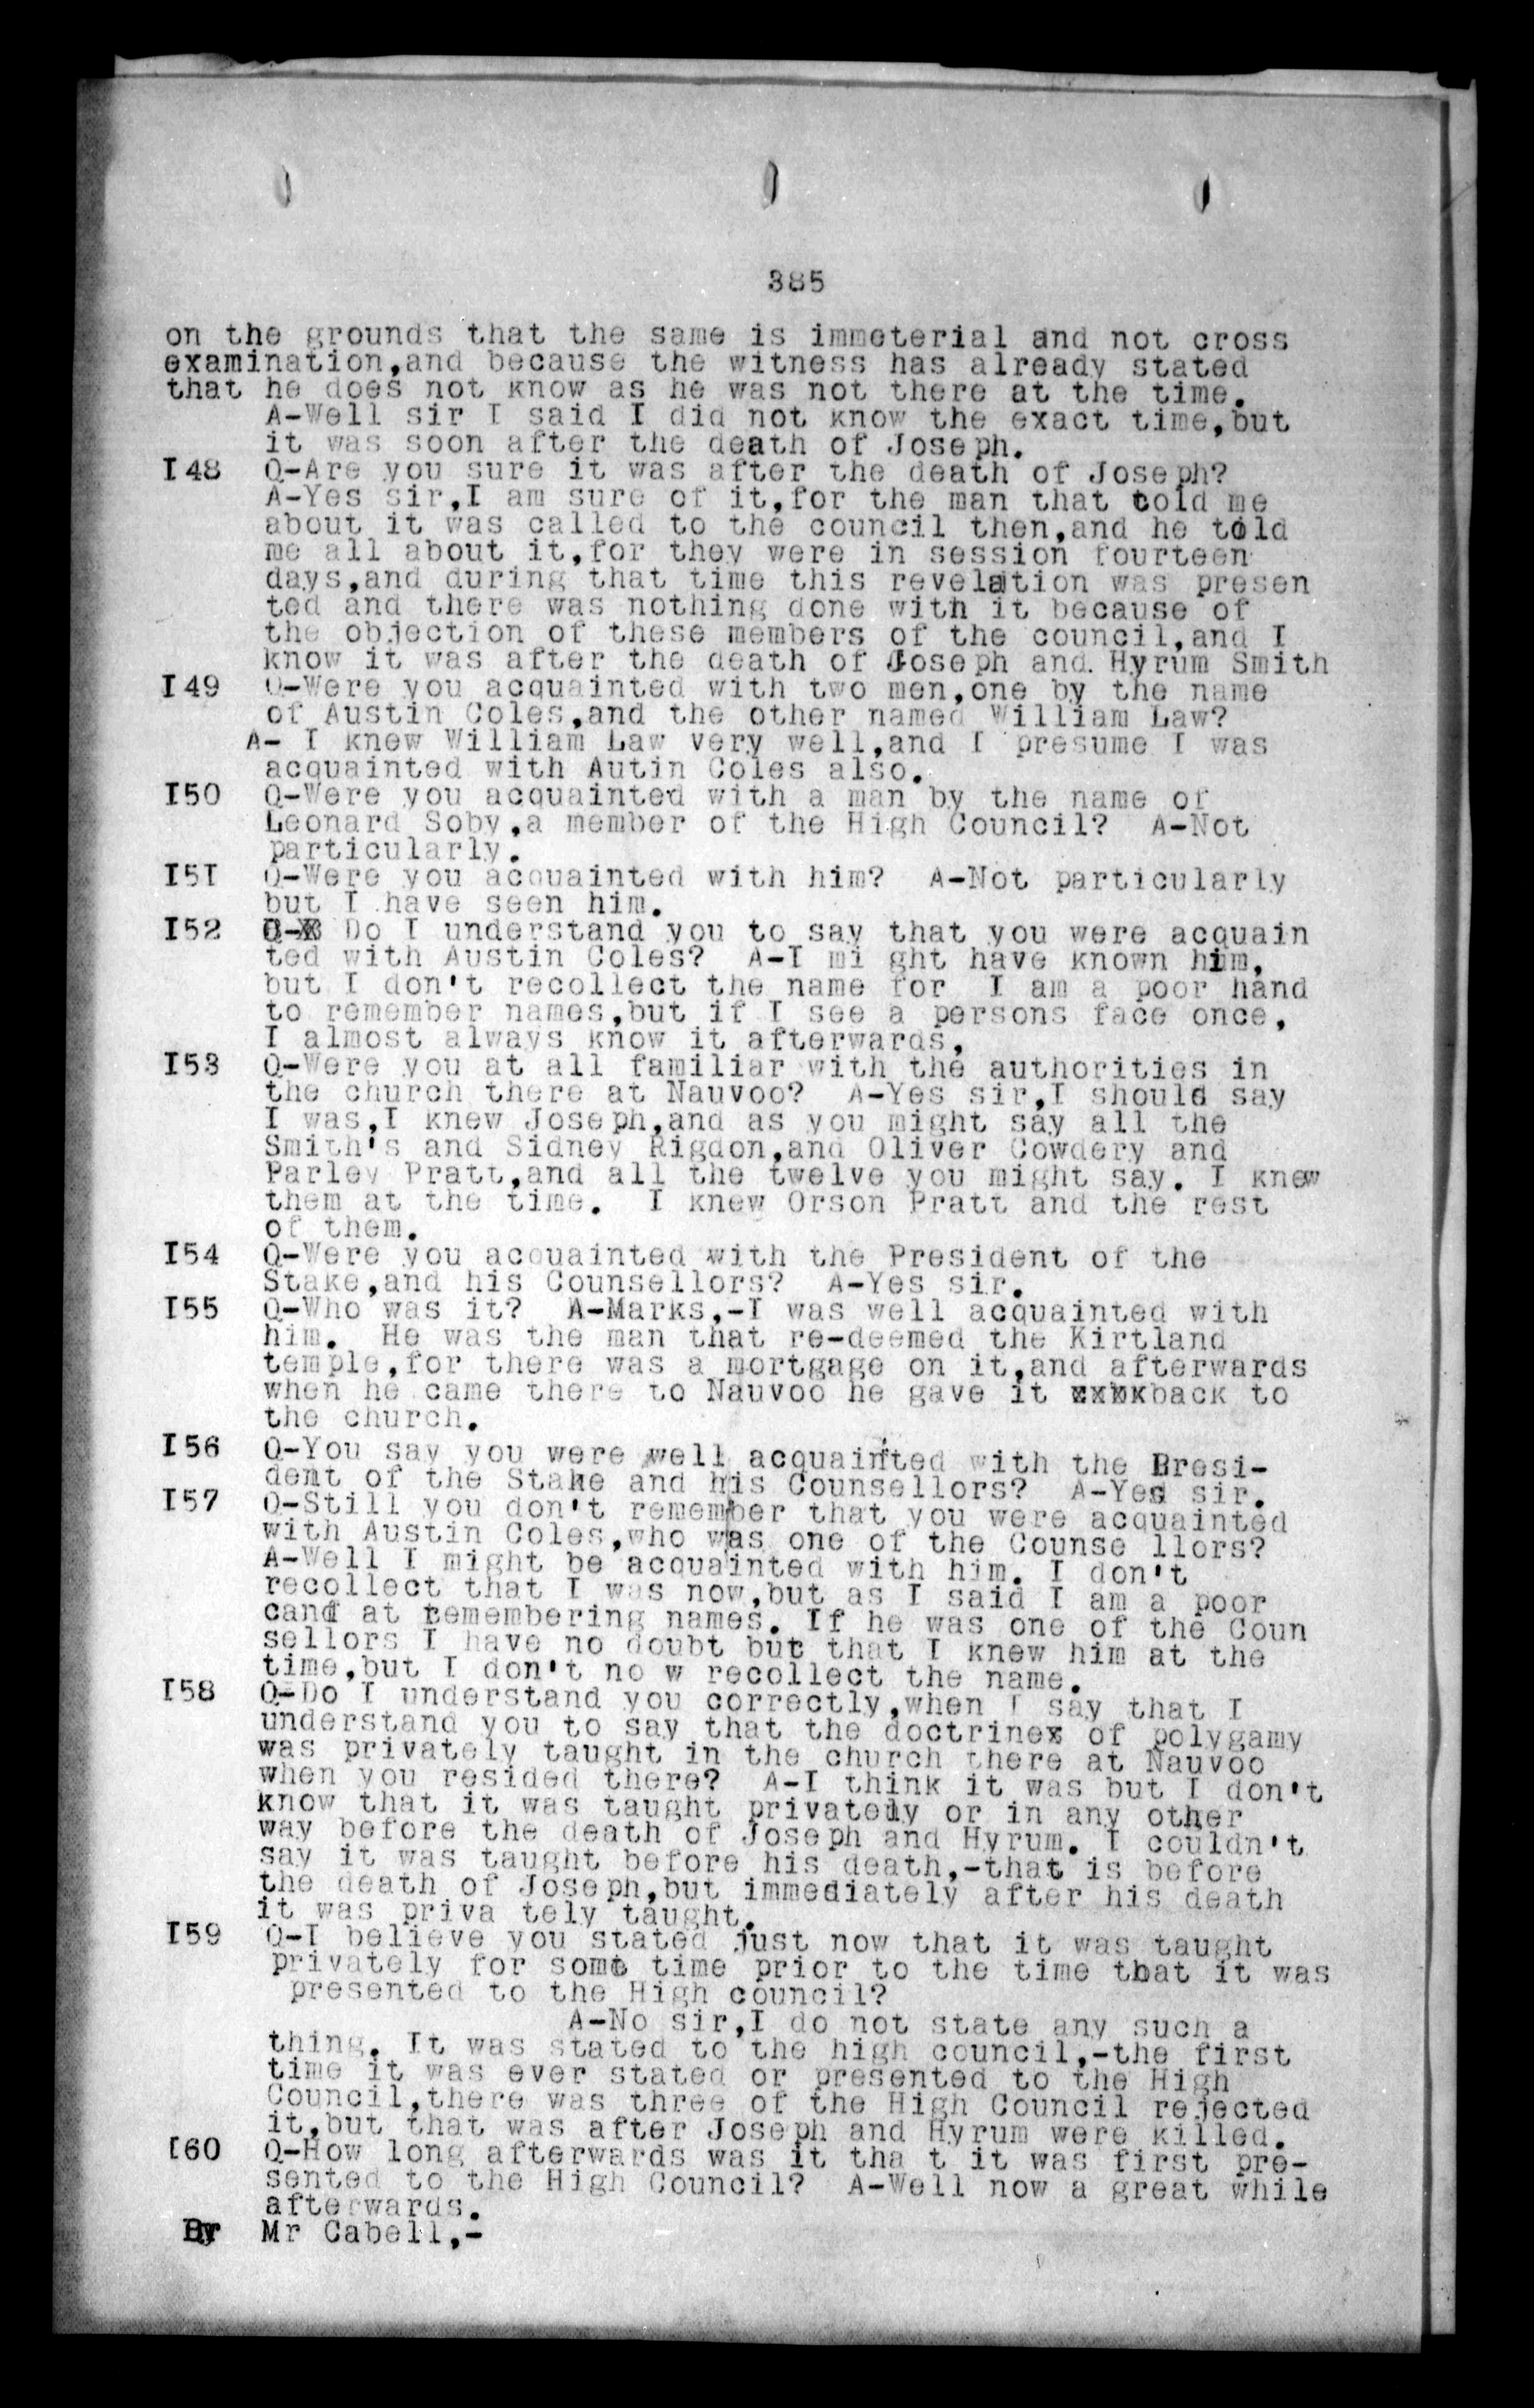 385
on the grounds that the same is immeterial and not cross
examination,and because the witness has already stated
that he does not know as he was not there at the time.
A-Well sir I said I did not know the exact time,but
it was soon after the death of Joseph.
I48 Q-Are you sure it was after the death of Joseph?
A-Yes sir,I am sure of it,for the man that told me
about it was called to the council then,and he told
me all about it,for they were in session fourteen
days,and during that time this revelation was presen
ted and there was nothing done with it because of
the objection of these members of the council,and I
know it was after the death of Joseph and Hyrum Smith
I49 Q-Were you acquainted with two men,one by the name
of Austin Coles,and the other named William Law?
A- I knew William Law very well,and I presume I was
acquainted with Autin Coles also.
I50 Q-Were you acquainted with a man by the name of
Leonard Soby,a member of the High Council? A-Not
particularly.
I5I Q-Were you acquainted with him? A-Not particularly
but I have seen him.
I52 Q-X Do I understand you to say that you were acquain
ted with Austin Coles? A-I mi ght have known him,
but I don't recollect the name for I am a poor hand
to remember names,but if I see a persons face once,
I almost always know it afterwards,
I53 Q-Were you at all familiar with the authorities in
the church there at Nauvoo? A-Yes sir,I should say
I was,I knew Joseph,and as you might say all the
Smith's and Sidney Rigdon,and Oliver Cowdery and
Parley Pratt,and all the twelve you might say. I knew
them at the time. I knew Orson Pratt and the rest
of them.
I54 Q-Were you acquainted with the President of the
Stake,and his Counsellors? A-Yes sir.
I55 Q-Who was it? A-Marks,-I was well acquainted with
him. He was the man that re-deemed the Kirtland
temple,for there was a mortgage on it,and afterwards
when he came there to Nauvoo he gave it xxxxback to
the church.
I56 Q-You say you were well acquainted with the Presi-
dent of the Stake and his Counsellors? A-Yes sir.
I57 Q-Still you don't remember that you were acquainted
with Austin Coles,who was one of the Counse llors?
A-Well I might be acquainted with him. I don't
recollect that I was now,but as I said I am a poor
cand at remembering names. If he was one of the Coun
sellors I have no doubt but that I knew him at the
time,but I don't no w recollect the name.
I58 Q-Do I understand you correctly,when I say that I
understand you to say that the doctrinex of polygamy
was privately taught in the church there at Nauvoo
when you resided there? A-I think it was but I don't
know that it was taught privately or in any other
way before the death of Joseph and Hyrum. I couldn't
say it was taught before his death,-that is before
the death of Joseph,but immediately after his death
it was priva tely taught.
I59 Q-I believe you stated just now that it was taught
privately for some time prior to the time that it was
presented to the High council?
A-No sir,I do not state any such a
thing. It was stated to the high council,-the first
time it was ever stated or presented to the High
Council,there was three of the High Council rejected
it,but that was after Joseph and Hyrum were killed.
I60 Q-How long afterwards was it tha t it was first pre-
sented to the High Council? A-Well now a great while
afterwards.
By Mr Cabell,-